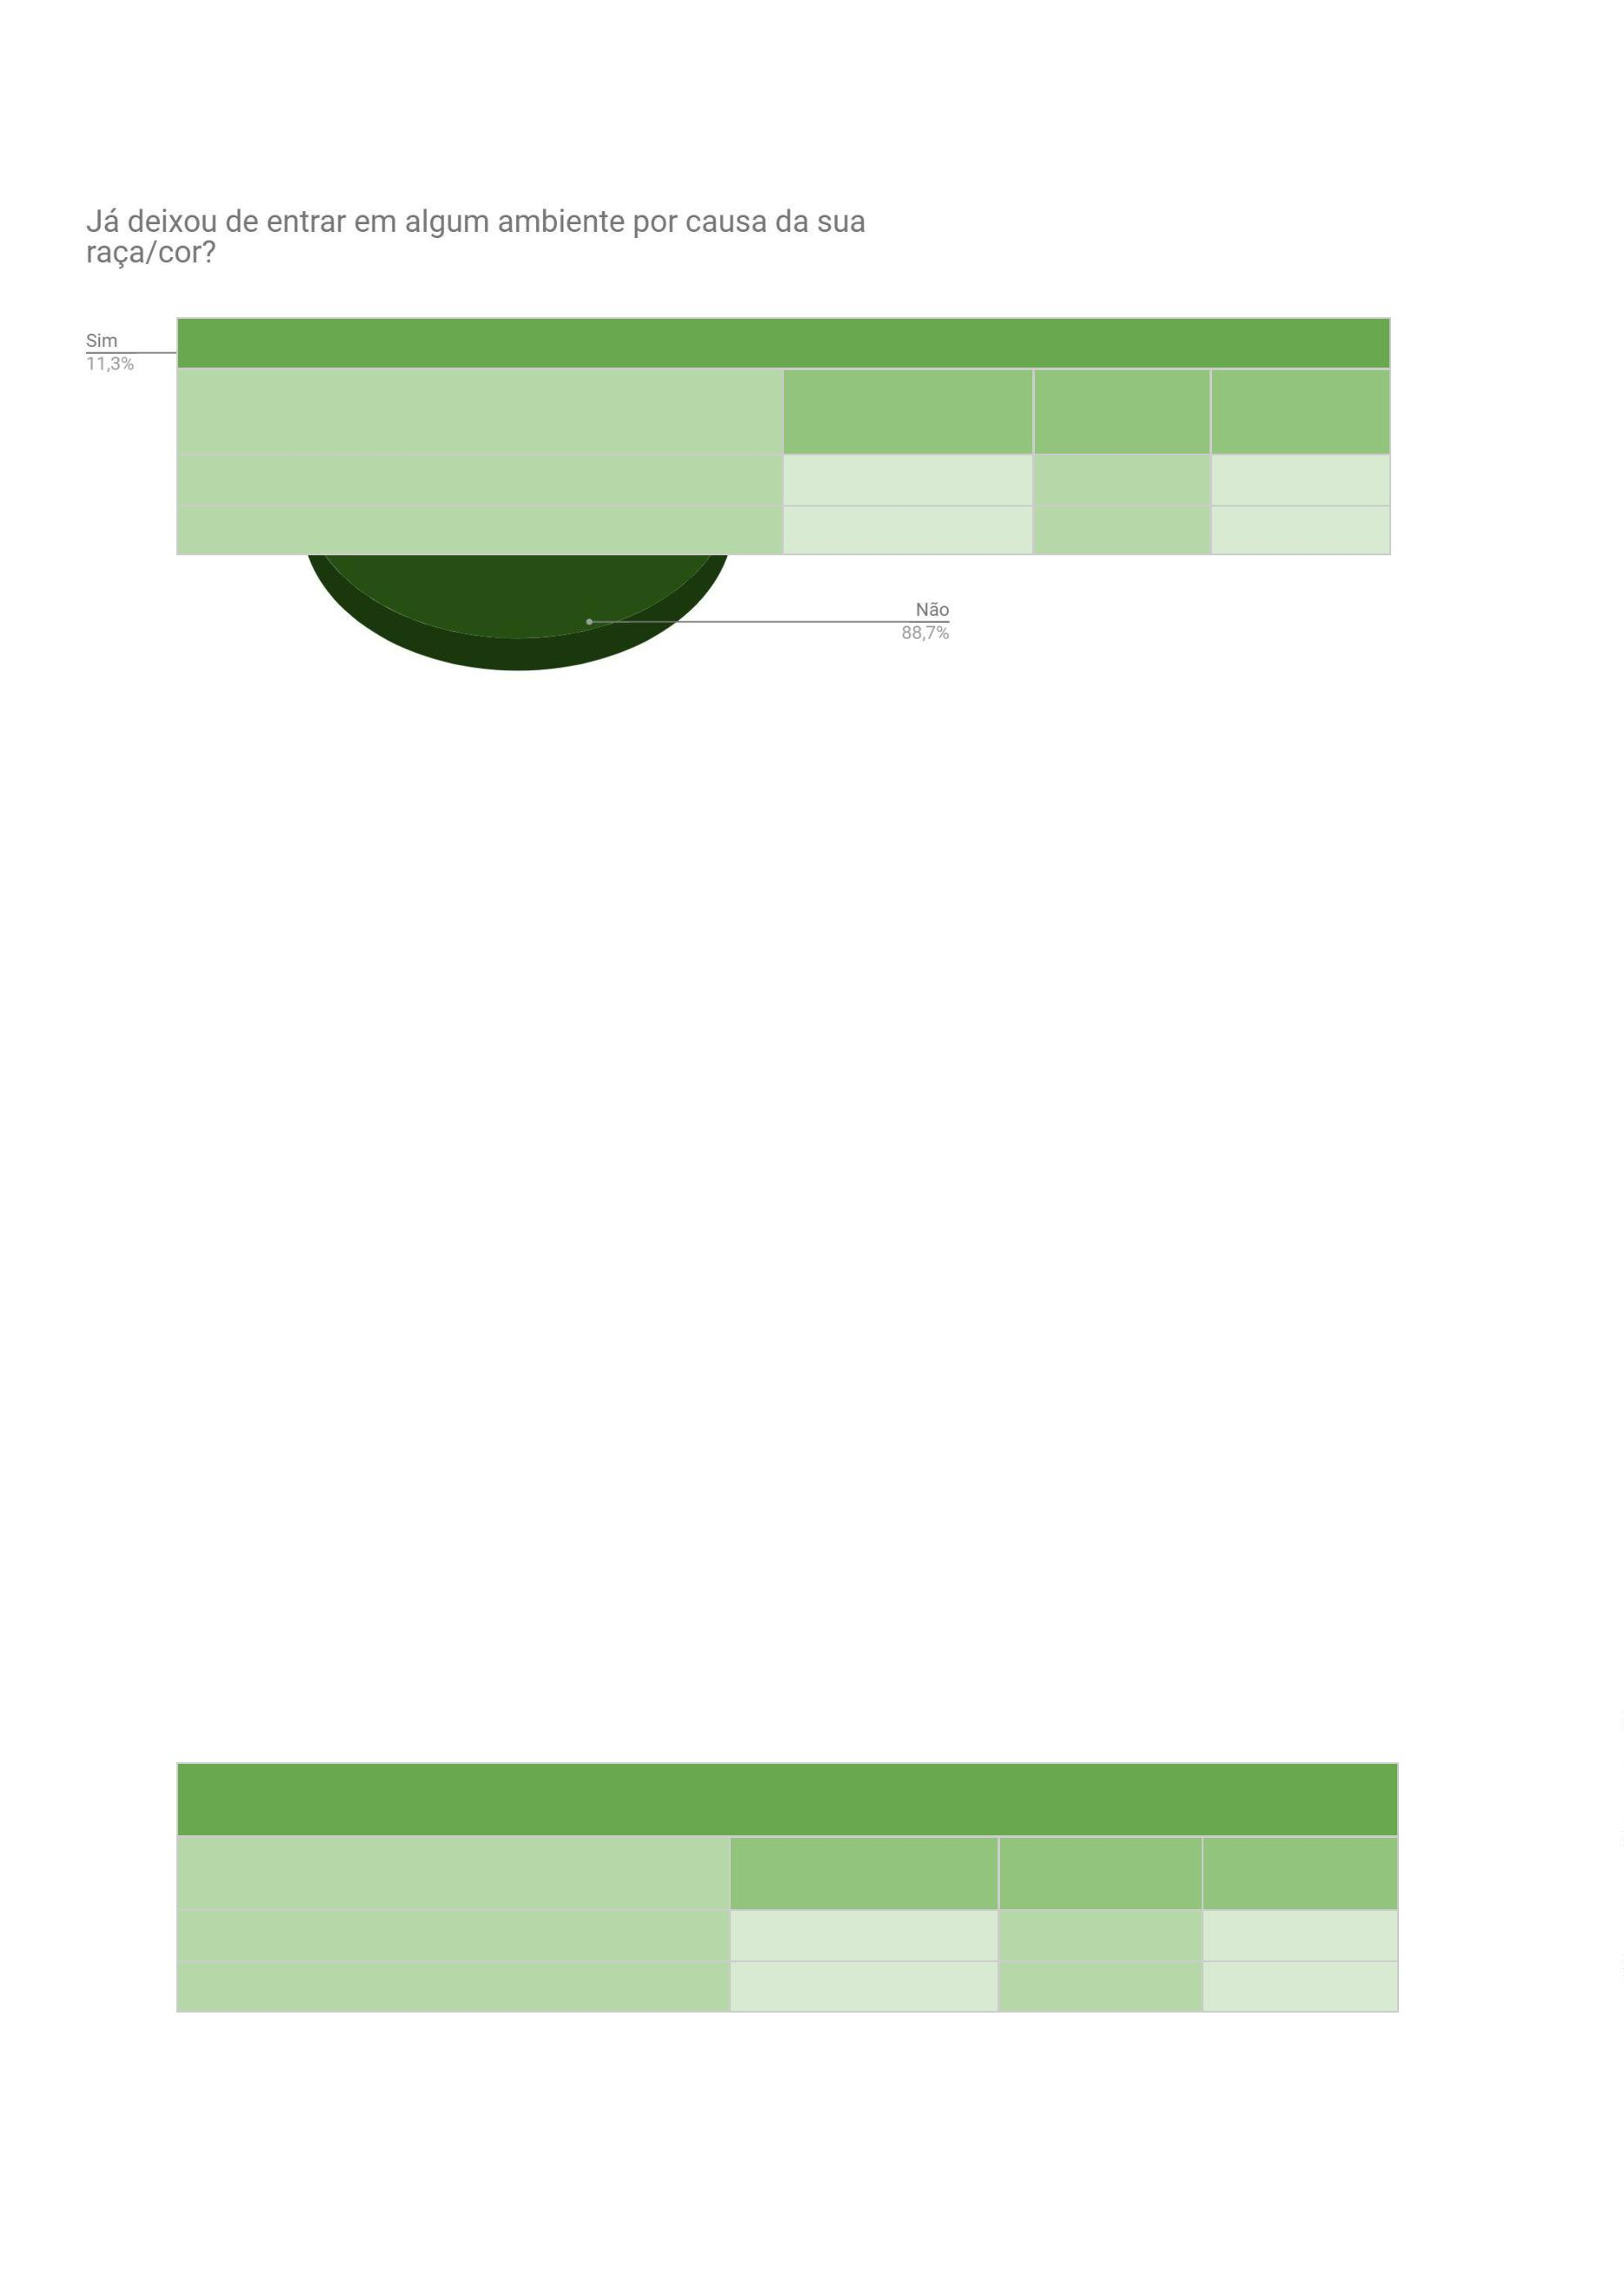 Já deixou de entrar em algum ambiente por causa da sua
raça/cor?
Sim
11,3%
Não
88,7%